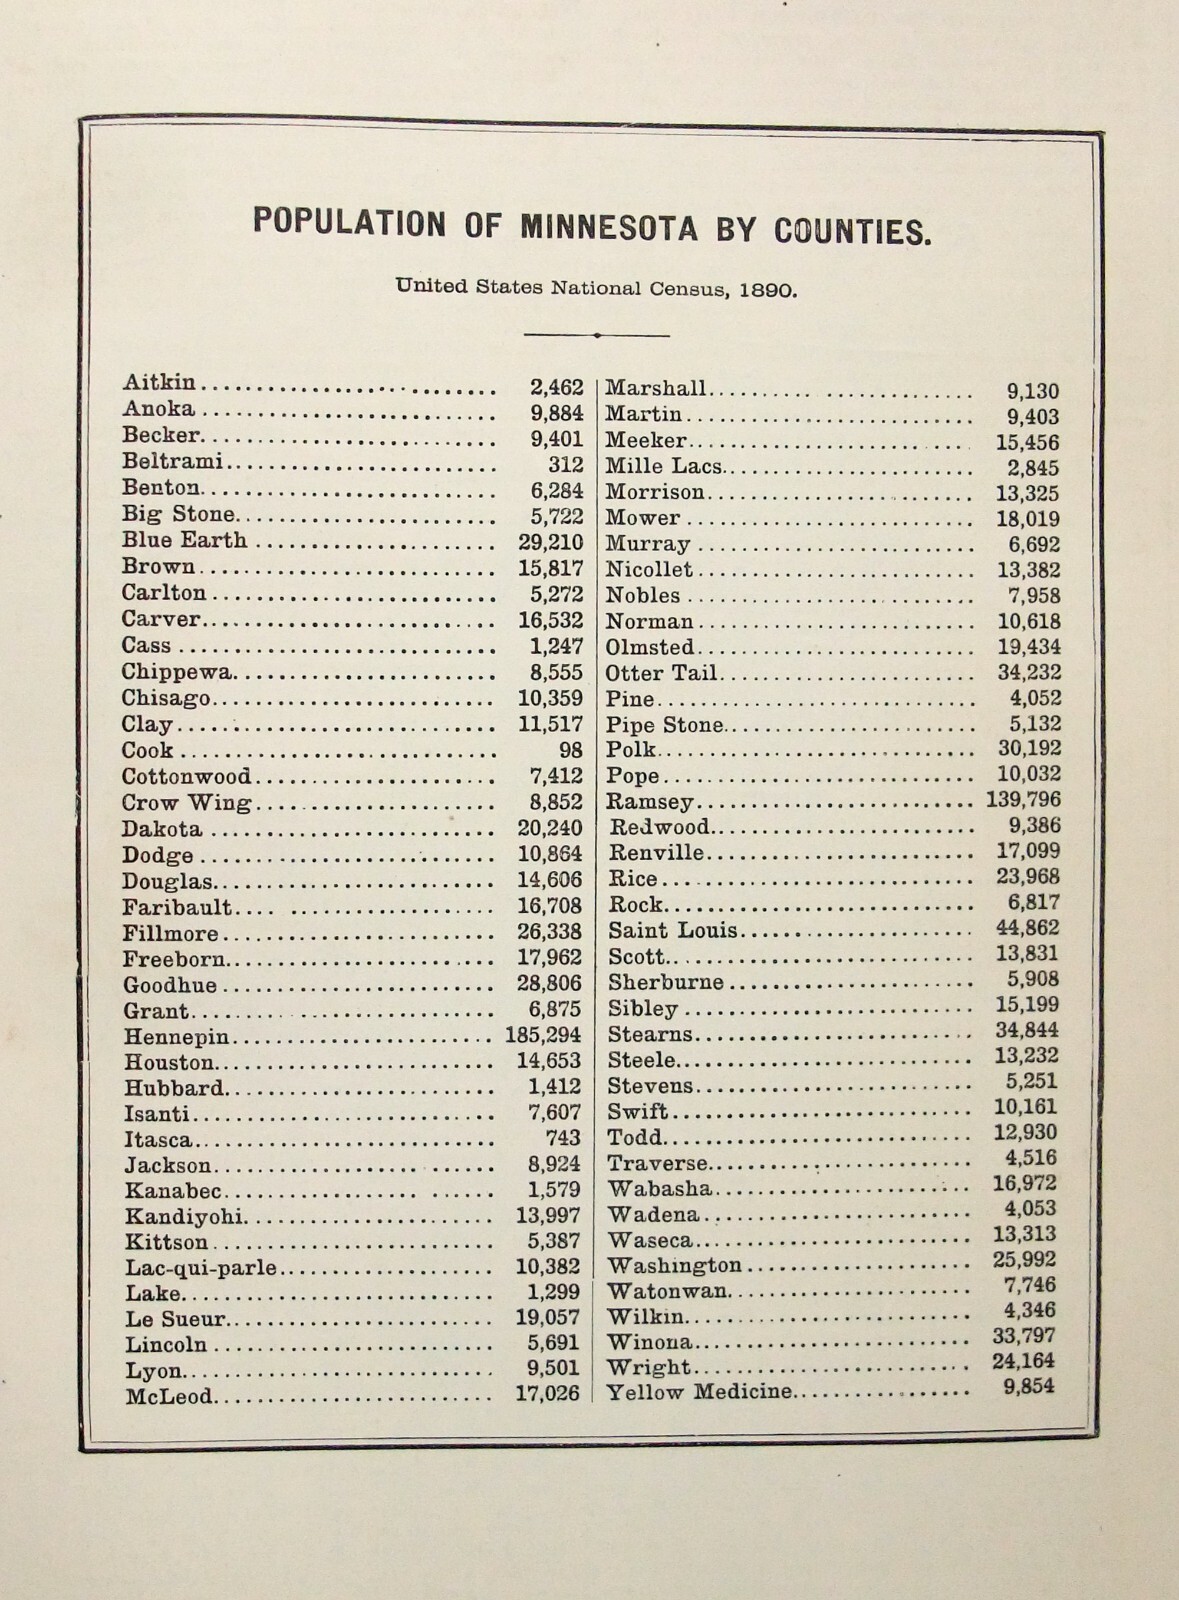 POPULATION OF MINNESOTA BY COUNTIES.
United States National Census, 1890.
Aitkin 2,462
Anoka 9,884
Becker 9,401
Beltrami 312
Benton 6,284
Big Stone 5,722
Blue Earth 29,210
Brown 15,817
Carlton 5,272
Carver 16,532
Cass 1,247
Chippewa 8,555
Chisago 10,359
Clay 11,517
Cook 98
Cottonwood 7,412
Crow Wing 8,852
Dakota 20,240
Dodge 10,864
Douglas 14,606
Faribault 16,708
Fillmore 26,338
Freeborn 17,962
Goodhue 28,806
Grant 6,875
Hennepin 185,294
Houston 14,653
Hubbard 1,412
Isanti 7,607
Itasca 743
Jackson 8,924
Kanabec 1,579
Kandiyohi 13,997
Kittson 5,387
Lac-qui-parle 10,382
Lake 1,299
Le Sueur 19,057
Lincoln 5,691
Lyon 9,501
McLeod 17,026
Marshall 9,130
Martin 9,403
Meeker 15,456
Mille Lacs 2,845
Morrison 13,325
Mower 18,019
Murray 6,692
Nicollet 13,382
Nobles 7,958
Norman 10,618
Olmsted 19,434
Otter Tail 34,232
Pine 4,052
Pipe Stone 5,132
Polk 30,192
Pope 10,032
Ramsey 139,796
Redwood 9,386
Renville 17,099
Rice 23,968
Rock 6,817
Saint Louis 44,862
Scott 13,831
Sherburne 5,908
Sibley 15,199
Stearns 34,844
Steele 13,232
Stevens 5,251
Swift 10,161
Todd 12,930
Traverse 4,516
Wabasha 16,972
Wadena 4,053
Waseca 13,313
Washington 25,992
Watonwan 7,746
Wilkin 4,346
Winona 33,797
Wright 24,164
Yellow Medicine 9,854